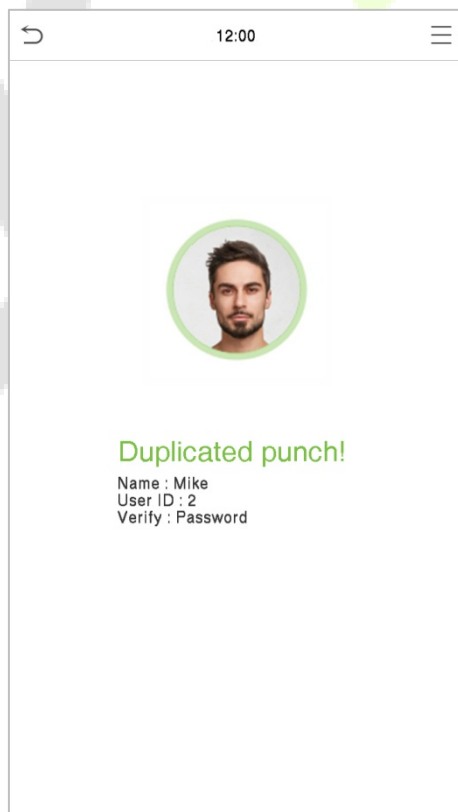 12:00
Duplicated punch!
Name : Mike
User ID : 2
Verify : Password